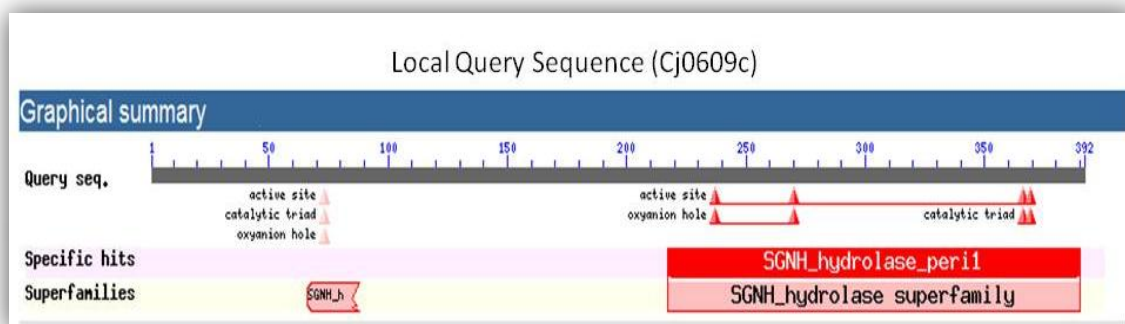 Local Query Sequence (Cj0609c)
Graphical summary
1 50 100 150 200 250 300 350 392
Query seq.
active site active site
catalytic triad oxyanion hole catalytic triad
oxyanion hole
Specific hits SGNH_hydrolase_peri1
Superfamilies SGNH_h SGNH_hydrolase superfamily